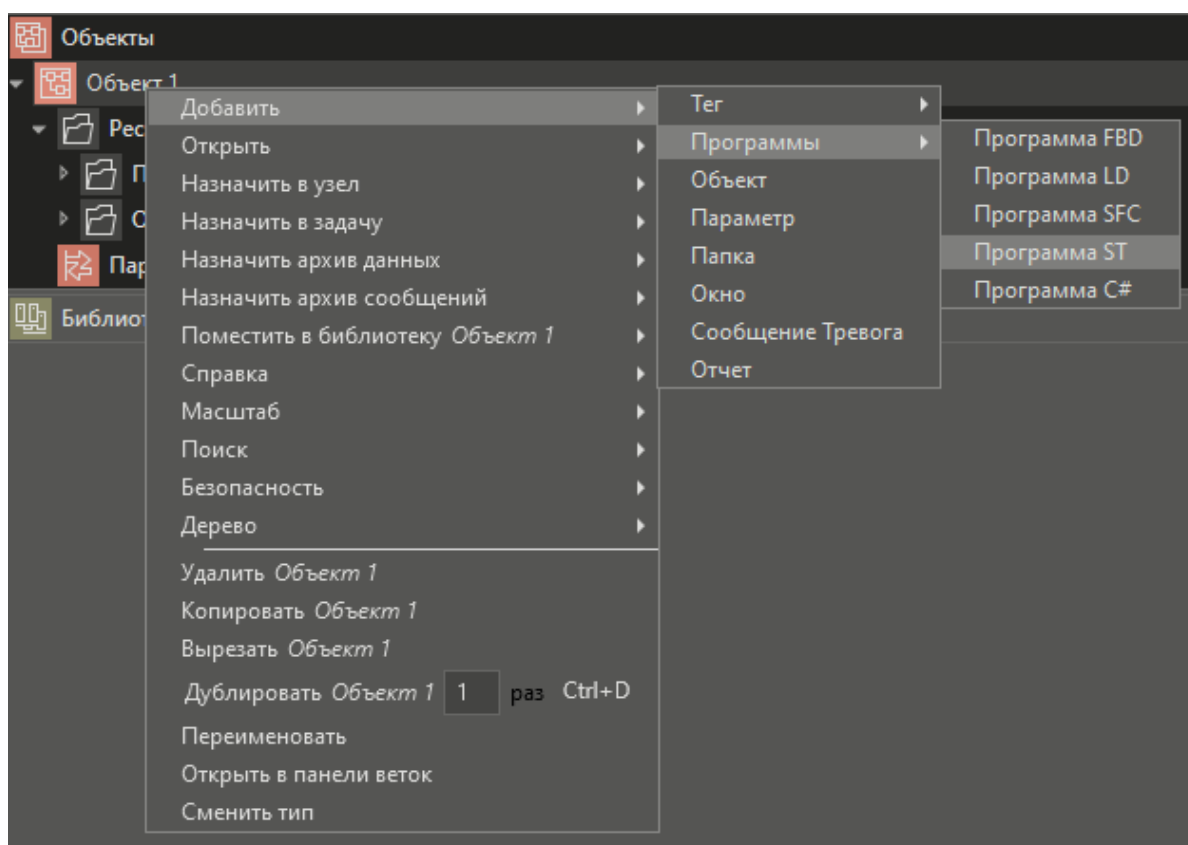 Объекты
Объект 1
Рес
П
О
Пар
Библиот
Добавить
Открыть
Назначить в узел
Назначить в задачу
Назначить архив данных
Назначить архив сообщений
Поместить в библиотеку Объект 1
Справка
Масштаб
Поиск
Безопасность
Дерево
Удалить Объект 1
Копировать Объект 1
Вырезать Объект 1
Дублировать Объект 1 1 раз Ctrl+D
Переименовать
Открыть в панели веток
Сменить тип
Тег
Программы
Объект
Параметр
Папка
Окно
Сообщение Тревога
Отчет
Программа FBD
Программа LD
Программа SFC
Программа ST
Программа C#